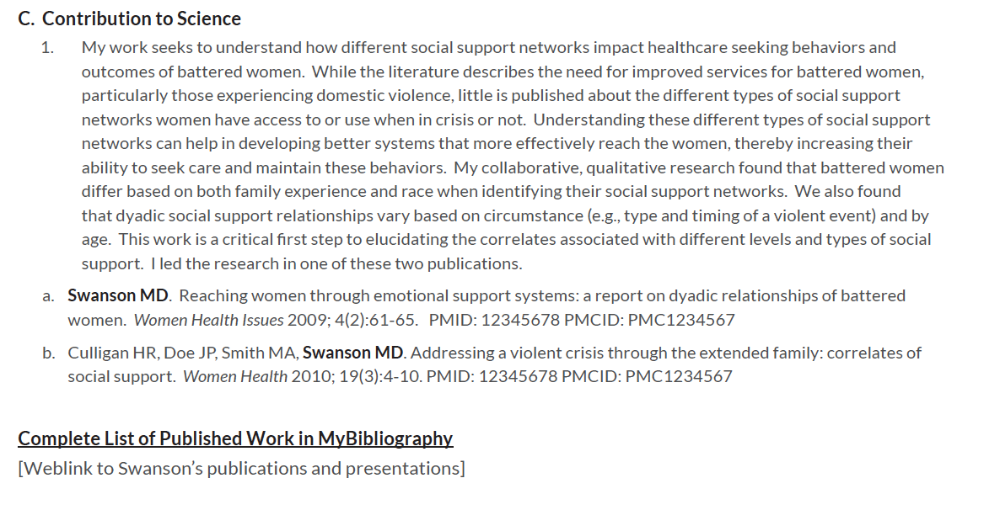 C. Contribution to Science
1. My work seeks to understand how different social support networks impact healthcare seeking behaviors and
outcomes of battered women. While the literature describes the need for improved services for battered women,
particularly those experiencing domestic violence, little is published about the different types of social support
networks women have access to or use when in crisis or not. Understanding these different types of social support
networks can help in developing better systems that more effectively reach the women, thereby increasing their
ability to seek care and maintain these behaviors. My collaborative, qualitative research found that battered women
differ based on both family experience and race when identifying their social support networks. We also found
that dyadic social support relationships vary based on circumstance (e.g., type and timing of a violent event) and by
age. This work is a critical first step to elucidating the correlates associated with different levels and types of social
support. I led the research in one of these two publications.
a. Swanson MD. Reaching women through emotional support systems: a report on dyadic relationships of battered
women. Women Health Issues 2009; 4(2):61-65. PMID: 12345678 PMCID: PMC1234567
b. Culligan HR, Doe JP, Smith MA, Swanson MD. Addressing a violent crisis through the extended family: correlates of
social support. Women Health 2010; 19(3):4-10. PMID: 12345678 PMCID: PMC1234567
Complete List of Published Work in MyBibliography
[Weblink to Swanson’s publications and presentations]